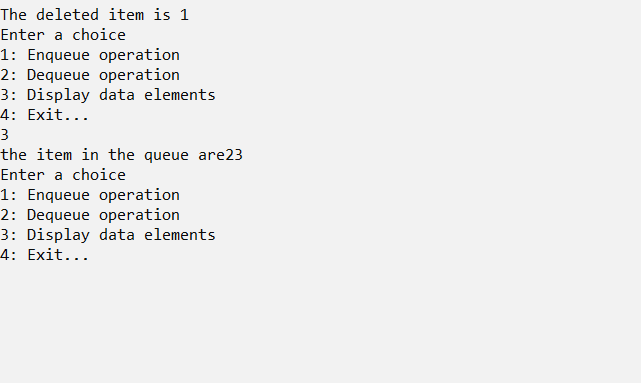 The deleted item is 1
Enter a choice
1: Enqueue operation
2: Dequeue operation
3: Display data elements
4: Exit...
3
the item in the queue are23
Enter a choice
1: Enqueue operation
2: Dequeue operation
3: Display data elements
4: Exit...